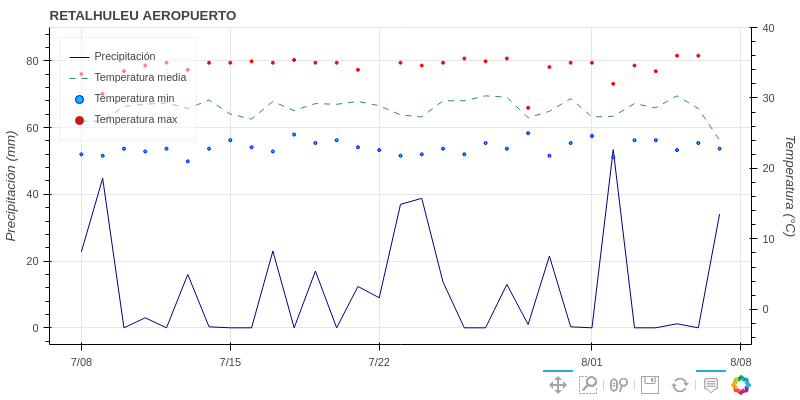 RETALHULEU AEROPUERTO
Precipitación
Temperatura media
Temperatura min
Temperatura max
Precipitación (mm)
80
60
40
20
0
Temperatura (°C)
40
30
20
10
0
7/08
7/15
7/22
8/01
8/08